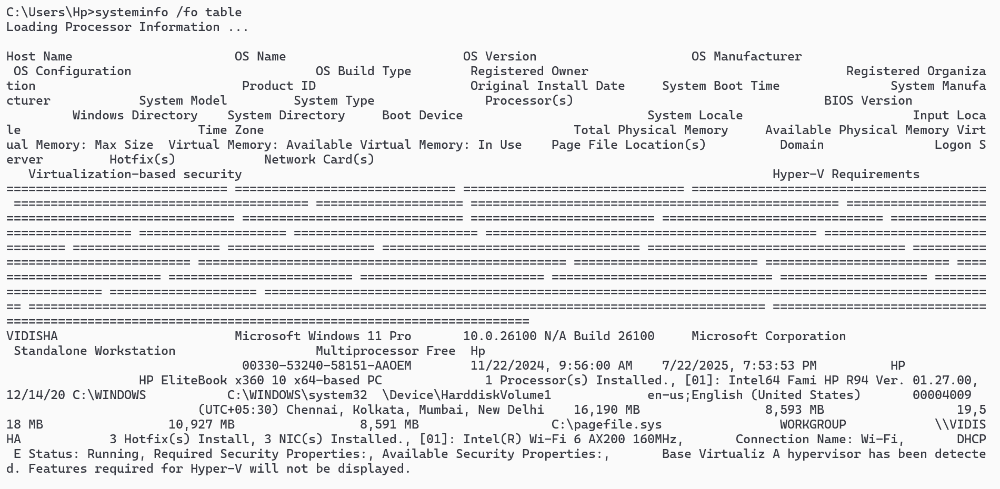 C:\Users\Hp>systeminfo /fo table
Loading Processor Information ...
Host Name                      OS Name                        OS Version                     OS Manufacturer
 OS Configuration                         OS Build Type        Registered Owner                                   Registered Organiza
tion                            Product ID                     Original Install Date     System Boot Time               System Manufa
cturer            System Model         System Type               Processor(s)                                  BIOS Version
         Windows Directory    System Directory     Boot Device                         System Locale                       Input Loca
le                        Time Zone                                          Total Physical Memory     Available Physical Memory Virt
ual Memory: Max Size  Virtual Memory: Available Virtual Memory: In Use    Page File Location(s)          Domain               Logon S
erver         Hotfix(s)            Network Card(s)
   Virtualization-based security                                                                        Hyper-V Requirements
============================== ============================== ============================== ========================================
 ======================================== ==================== ================================================== ===================
=============================== ============================== ========================= ============================== =============
================= ==================== ========================= ============================================= ======================
======== ==================== ==================== =================================== =================================== ==========
========================= ================================================== ========================= ========================= ====
===================== ========================= ========================= ============================== ==================== =======
============= ==================== ==================================================================================================
== ==================================================================================================== =============================
=======================================================================
VIDISHA                        Microsoft Windows 11 Pro       10.0.26100 N/A Build 26100     Microsoft Corporation
 Standalone Workstation                   Multiprocessor Free  Hp
                                00330-53240-58151-AAOEM        11/22/2024, 9:56:00 AM    7/22/2025, 7:53:53 PM          HP
                  HP EliteBook x360 10 x64-based PC              1 Processor(s) Installed., [01]: Intel64 Fami HP R94 Ver. 01.27.00,
12/14/20 C:\WINDOWS           C:\WINDOWS\system32  \Device\HarddiskVolume1             en-us;English (United States)       00004009
                          (UTC+05:30) Chennai, Kolkata, Mumbai, New Delhi    16,190 MB                 8,593 MB                  19,5
18 MB                 10,927 MB                 8,591 MB                  C:\pagefile.sys                WORKGROUP            \\VIDIS
HA            3 Hotfix(s) Install, 3 NIC(s) Installed., [01]: Intel(R) Wi-Fi 6 AX200 160MHz,       Connection Name: Wi-Fi,       DHCP
 E Status: Running, Required Security Properties:, Available Security Properties:,       Base Virtualiz A hypervisor has been detecte
d. Features required for Hyper-V will not be displayed.